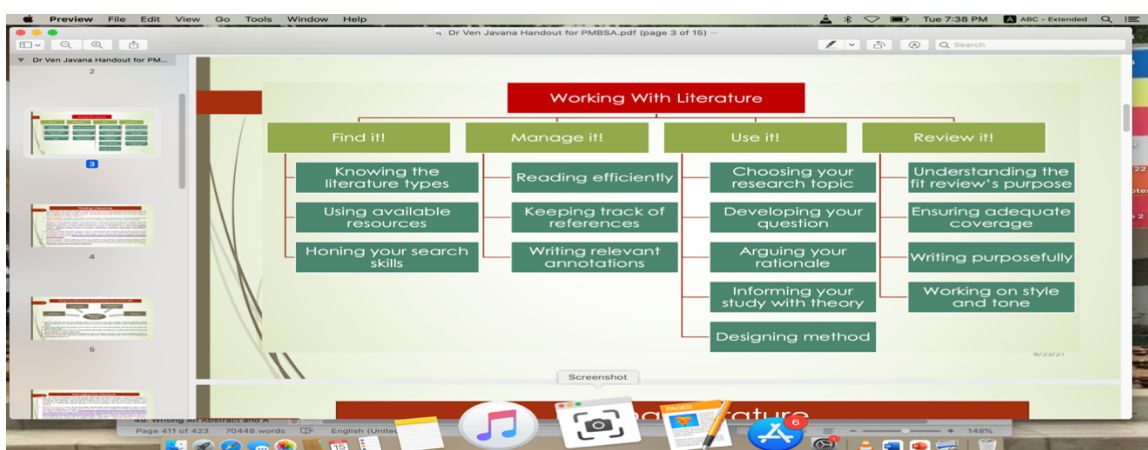 Preview File Edit View Go Tools Window Help
Tue 7:38 PM
ABC - Extended
Dr Ven Javana Handout for PMBSA.pdf (page 3 of 15)
Search
Dr Ven Javana Handout for PM...
2
3
4
5
Working With Literature
Find it!
Knowing the
literature types
Using available
resources
Honing your search
skills
Manage it!
Reading efficiently
Keeping track of
references
Writing relevant
annotations
Use it!
Choosing your
research topic
Developing your
question
Arguing your
rationale
Informing your
study with theory
Designing method
Review it!
Understanding the
fit review's purpose
Ensuring adequate
coverage
Writing purposefully
Working on style
and tone
6/23/21
Screenshot
Page 411 of 423
70448 words
148%
PAGES
6
15